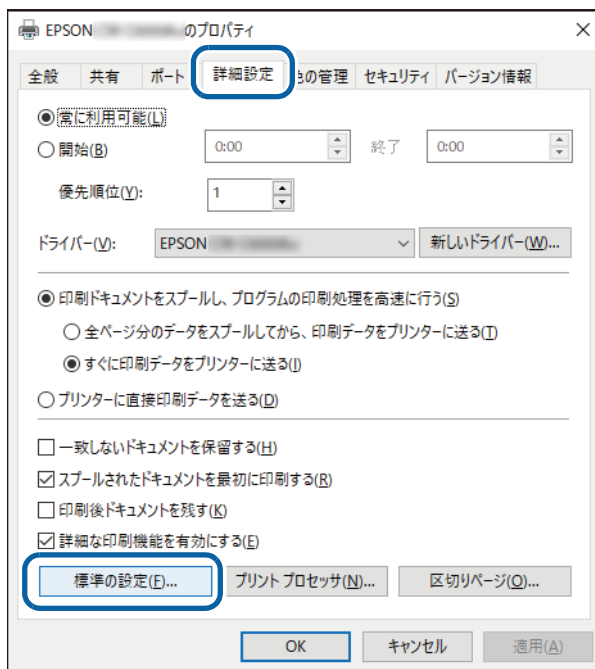 EPSON のプロパティ
全般 共有 ポート 詳細設定 色の管理 セキュリティ バージョン情報
常に利用可能(L)
開始(B) 0:00 終了 0:00
優先順位(Y): 1
ドライバー(V): EPSON 新しいドライバー(W)...
印刷ドキュメントをスプールし、プログラムの印刷処理を高速に行う(S)
全ページ分のデータをスプールしてから、印刷データをプリンターに送る(T)
すぐに印刷データをプリンターに送る(I)
プリンターに直接印刷データを送る(D)
一致しないドキュメントを保留する(H)
スプールされたドキュメントを最初に印刷する(R)
印刷後ドキュメントを残す(K)
詳細な印刷機能を有効にする(E)
標準の設定(F)... プリント プロセッサ(N)... 区切りページ(O)...
OK キャンセル 適用(A)